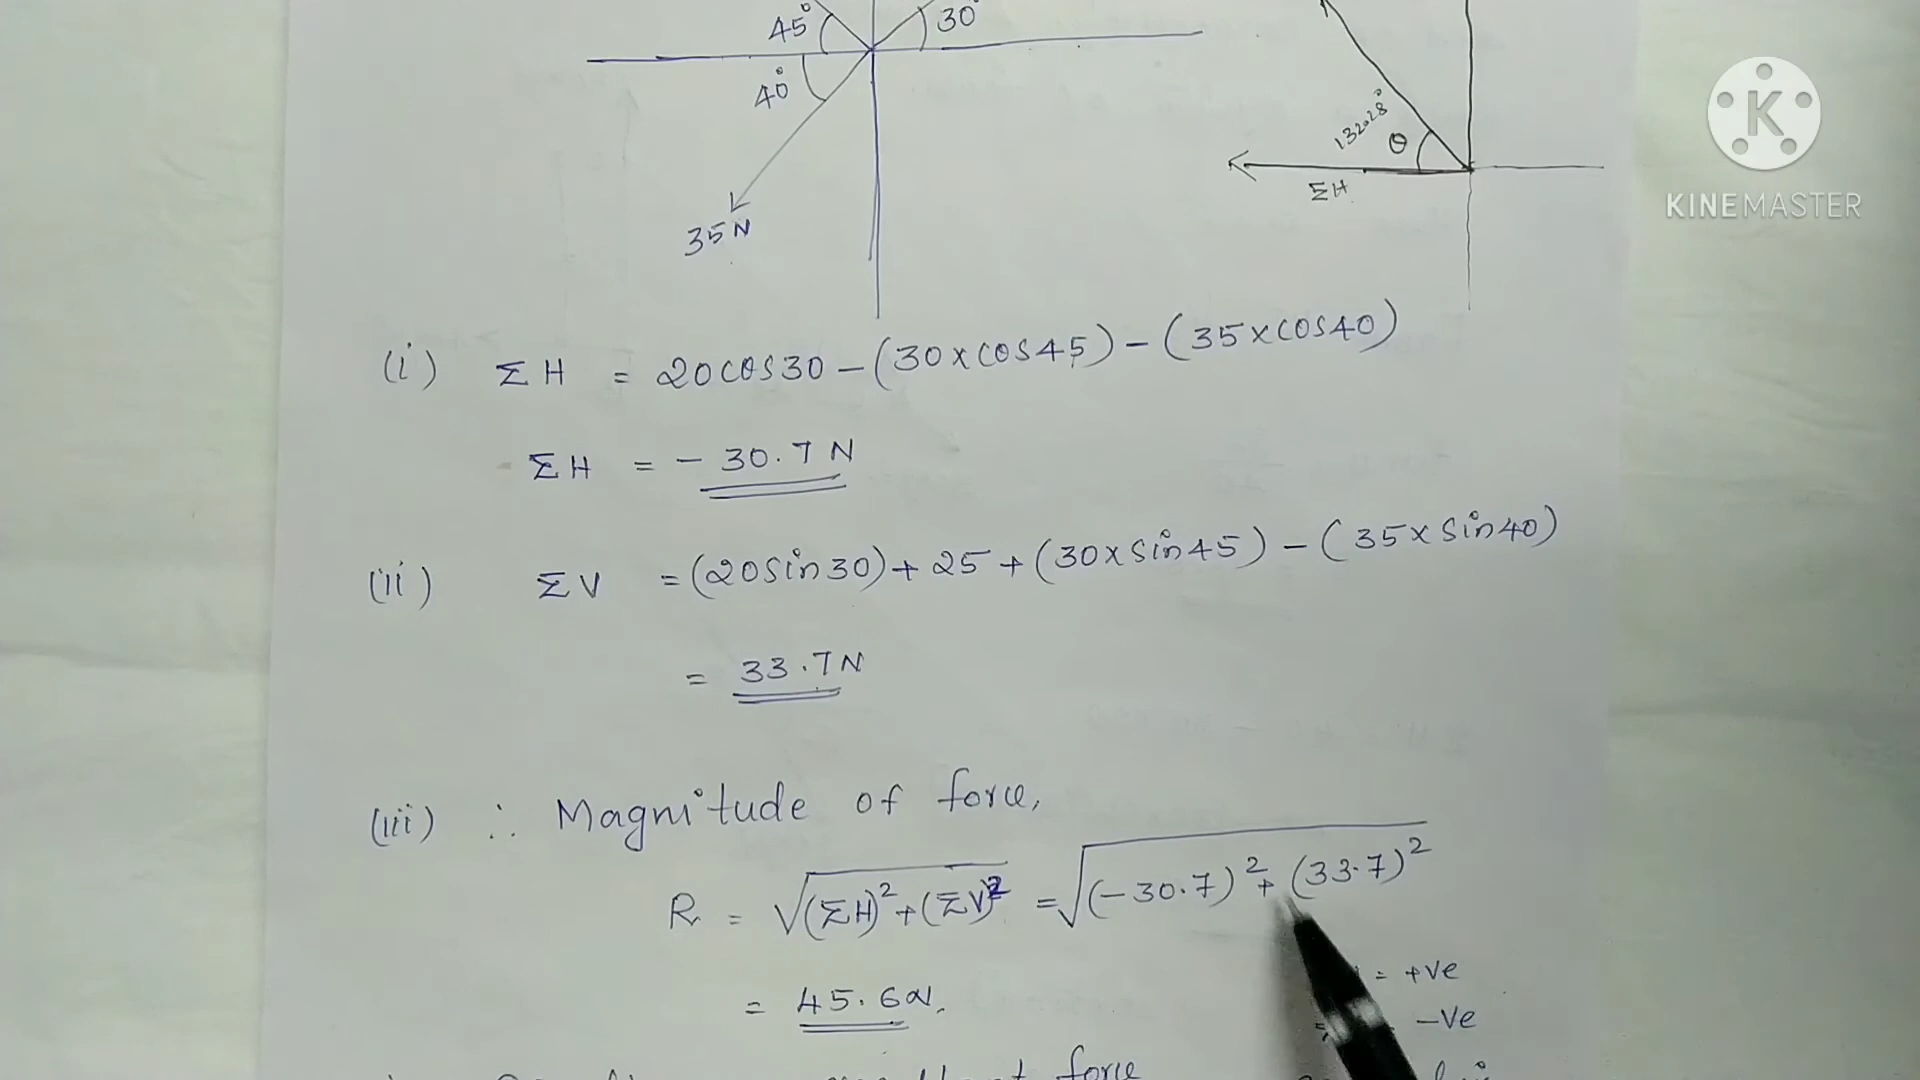 45° 30°
40°
132.28° θ
ΣH
KINEMASTER
35 N
(i) ΣH = 20cos30 - (30×cos45) - (35×cos40)
ΣH = - 30.7 N
(ii) ΣV = (20sin30) + 25 + (30×sin45) - (35×sin40)
= 33.7N
(iii) ∴ Magnitude of force,
R = √(ΣH)² + (ΣV)² = √(-30.7)² + (33.7)²
= 45.6N.
= +ve
-Ve
force